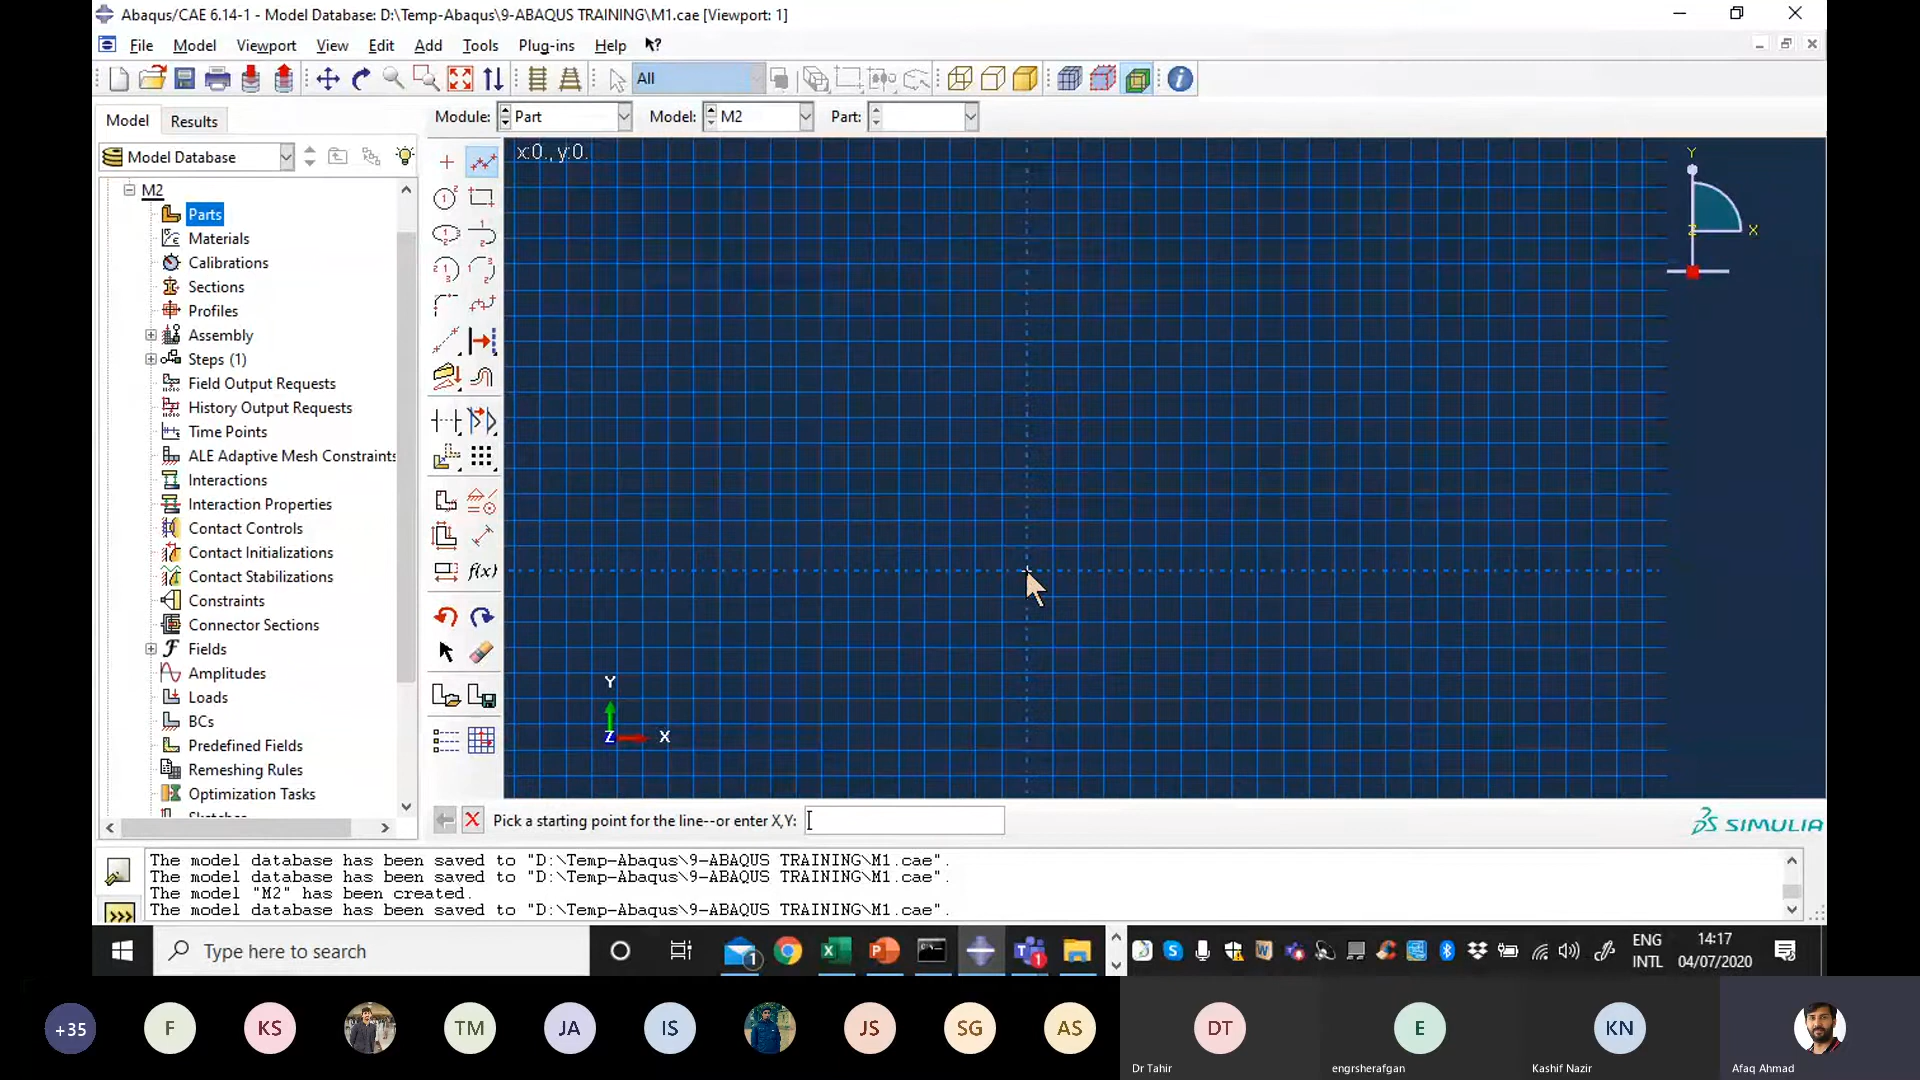 Abaqus/CAE 6.14-1 - Model Database: D:\Temp-Abaqus\9-ABAQUS TRAINING\M1.cae [Viewport: 1]
File Model Viewport View Edit Add Tools Plug-ins Help
All
Module: Part Model: M2 Part:
Model Results
Model Database
M2
Parts
Materials
Calibrations
Sections
Profiles
Assembly
Steps (1)
Field Output Requests
History Output Requests
Time Points
ALE Adaptive Mesh Constraints
Interactions
Interaction Properties
Contact Controls
Contact Initializations
Contact Stabilizations
Constraints
Connector Sections
Fields
Amplitudes
Loads
BCs
Predefined Fields
Remeshing Rules
Optimization Tasks
f(x)
x:0., y:0.
Y
Z X
Y
Z X
Pick a starting point for the line--or enter X,Y:
SIMULIA
The model database has been saved to "D:\Temp-Abaqus\9-ABAQUS TRAINING\M1.cae".
The model database has been saved to "D:\Temp-Abaqus\9-ABAQUS TRAINING\M1.cae".
The model "M2" has been created.
The model database has been saved to "D:\Temp-Abaqus\9-ABAQUS TRAINING\M1.cae".
Type here to search
1
1
ENG
INTL
14:17
04/07/2020
+35 F KS TM JA IS JS SG AS DT E KN
Dr Tahir engrsherafgan Kashif Nazir Afaq Ahmad